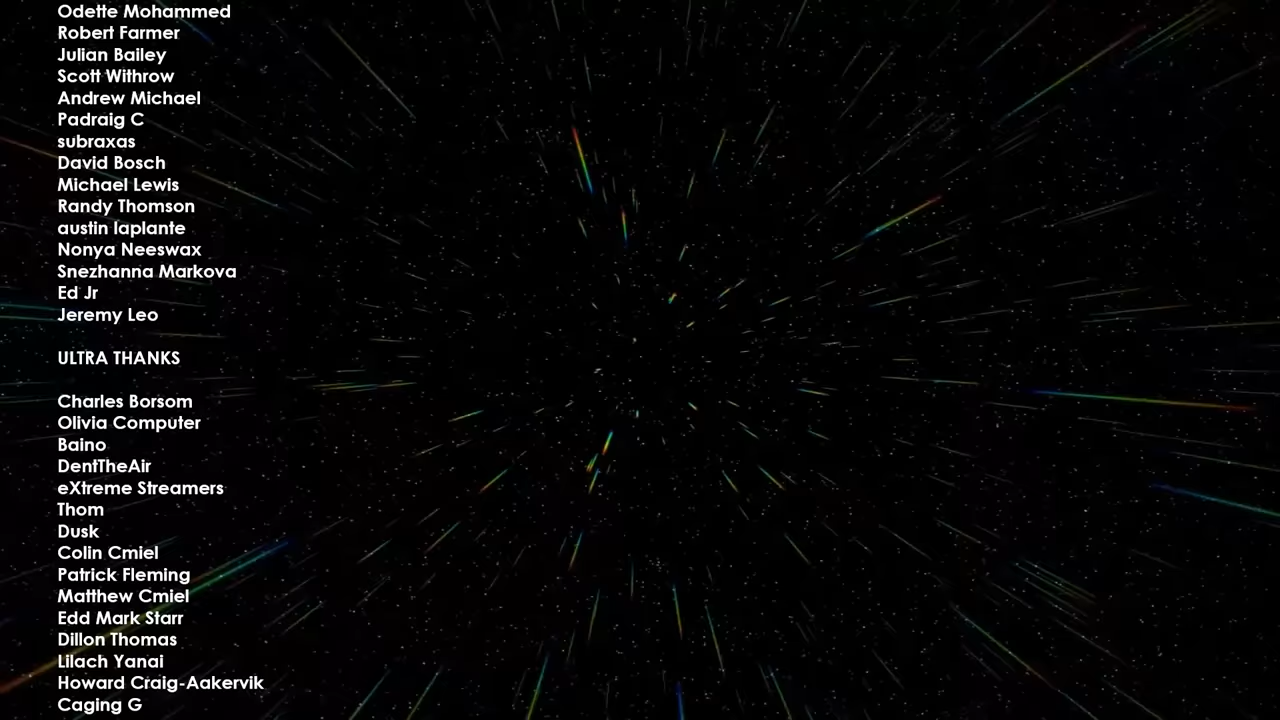 Odette Mohammed
Robert Farmer
Julian Bailey
Scott Withrow
Andrew Michael
Padraig C
subraxas
David Bosch
Michael Lewis
Randy Thomson
austin laplante
Nonya Neeswax
Snezhanna Markova
Ed Jr
Jeremy Leo
ULTRA THANKS
Charles Borsom
Olivia Computer
Baino
DentTheAir
eXtreme Streamers
Thom
Dusk
Colin Cmiel
Patrick Fleming
Matthew Cmiel
Edd Mark Starr
Dillon Thomas
Lilach Yanai
Howard Craig-Aakervik
Caging G